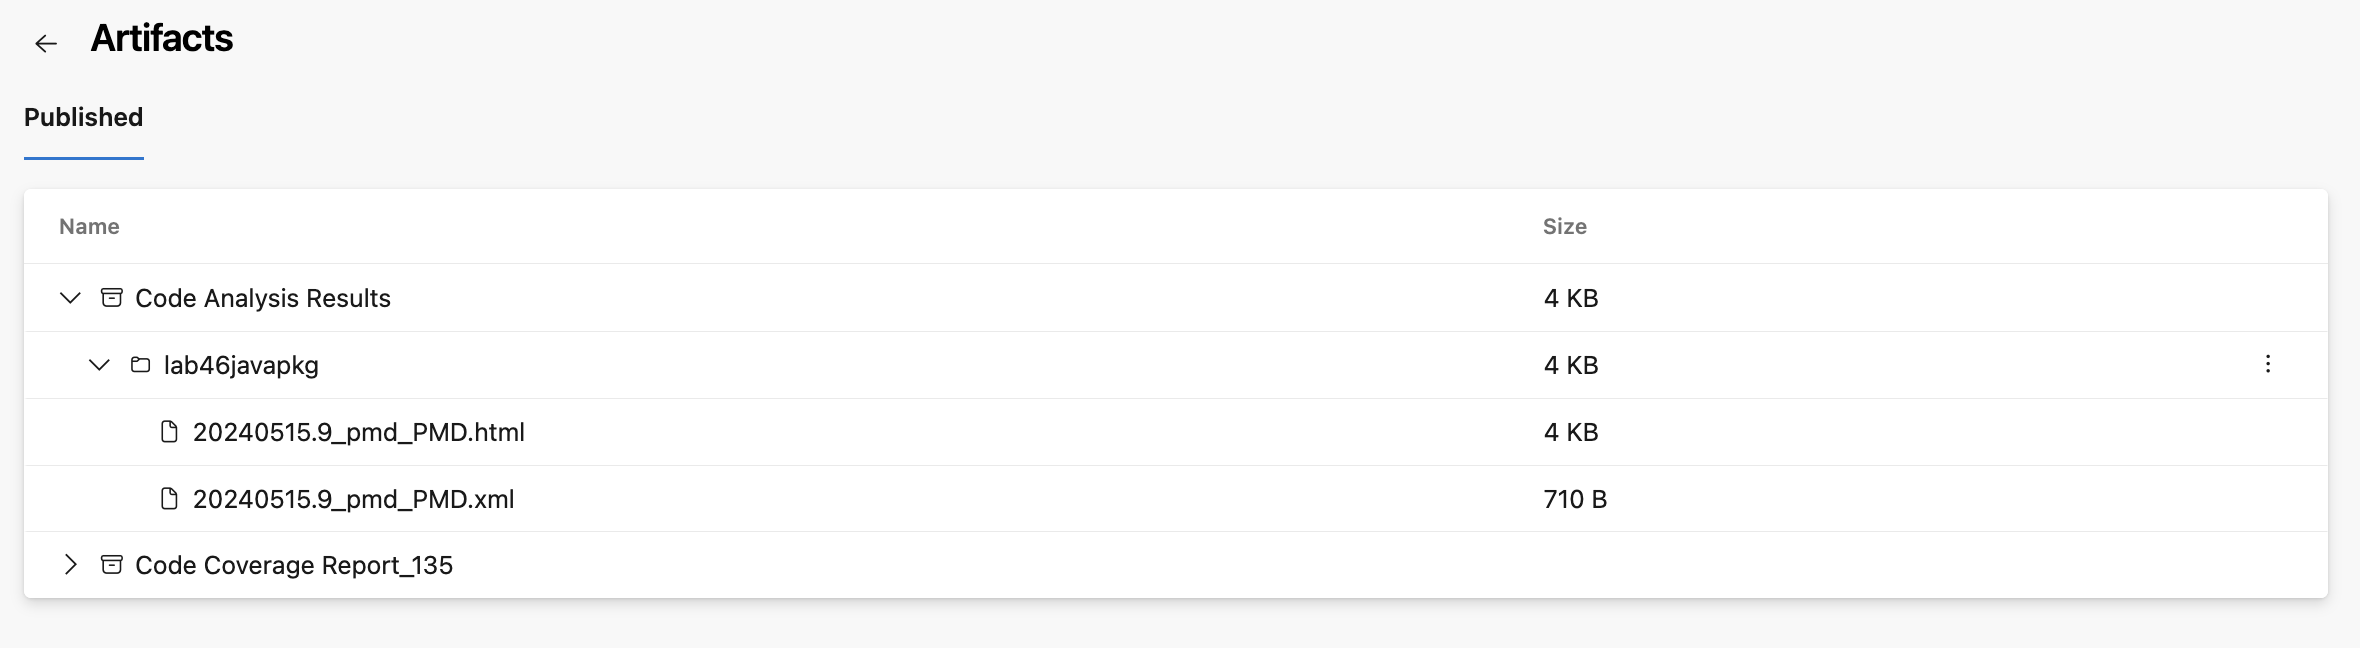 Artifacts
Published
Name Size
Code Analysis Results 4 KB
lab46javapkg 4 KB
20240515.9_pmd_PMD.html 4 KB
20240515.9_pmd_PMD.xml 710 B
Code Coverage Report_135